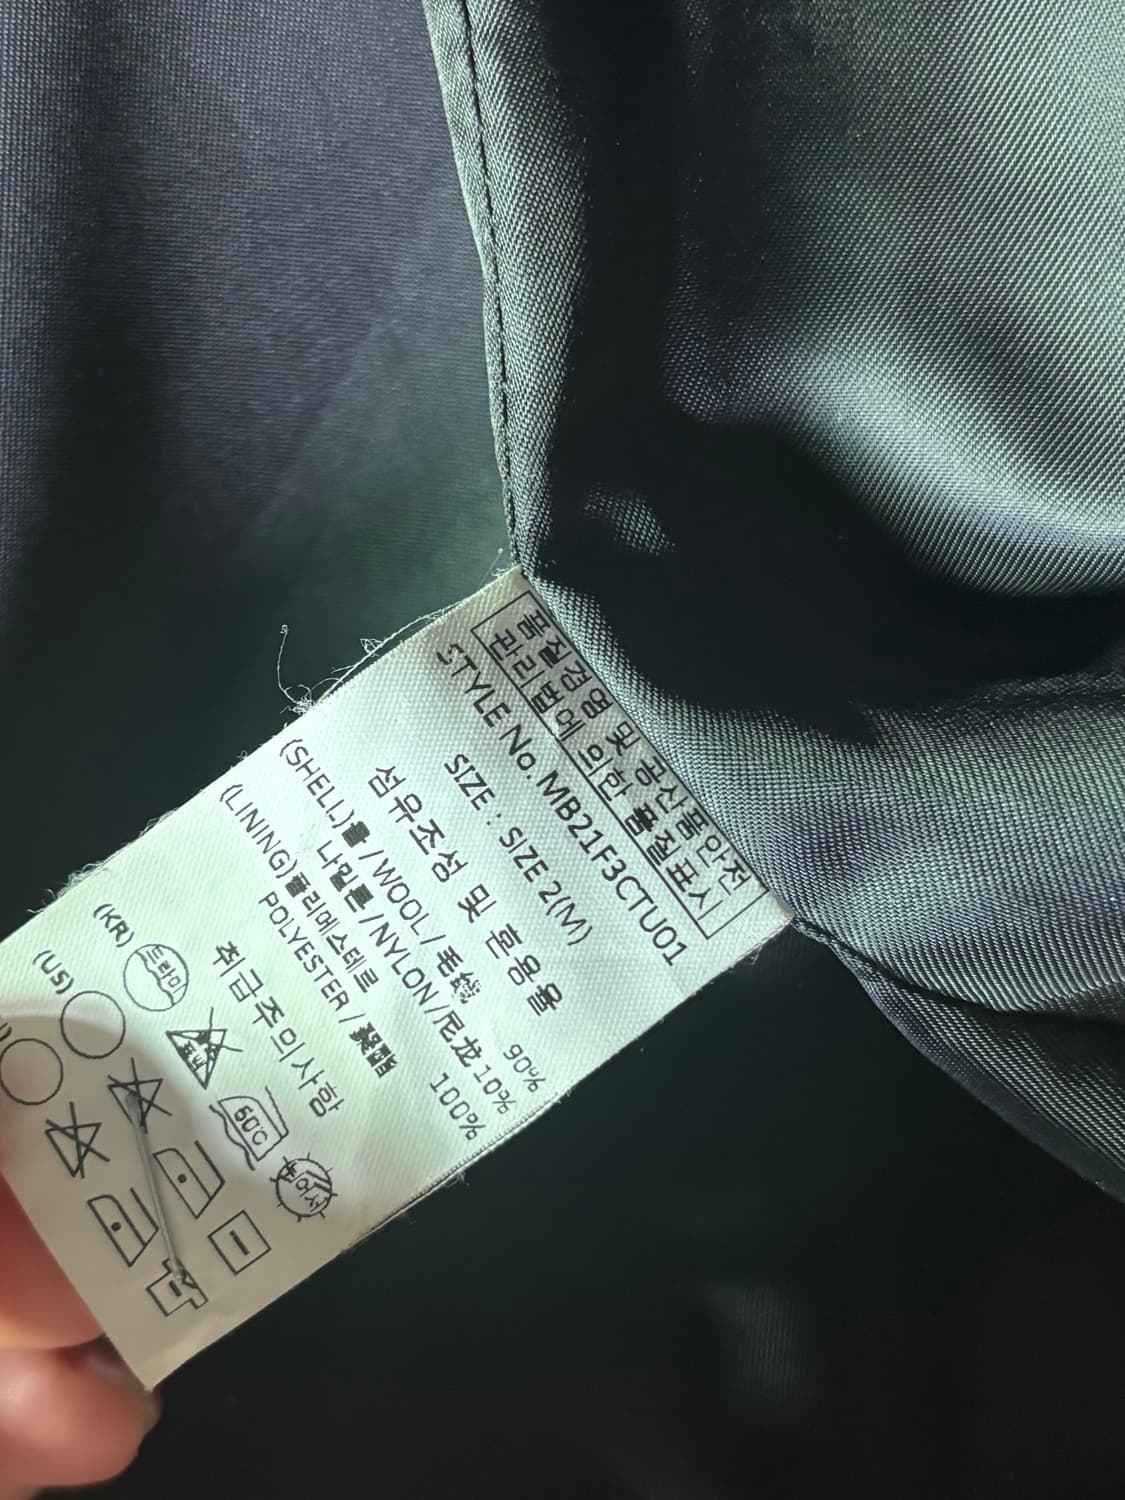 품질경영 및 공산품안전
관리법에 의한 품질표시
STYLE No. MB21F3CTU01
SIZE : SIZE 2(M)
섬유조성 및 혼용율
(SHELL)울/WOOL/毛 90%
나일론/NYLON/尼龙 10%
(LINING)폴리에스테르 100%
POLYESTER/
취급주의사항
(KR) 드라이 60℃
(US)